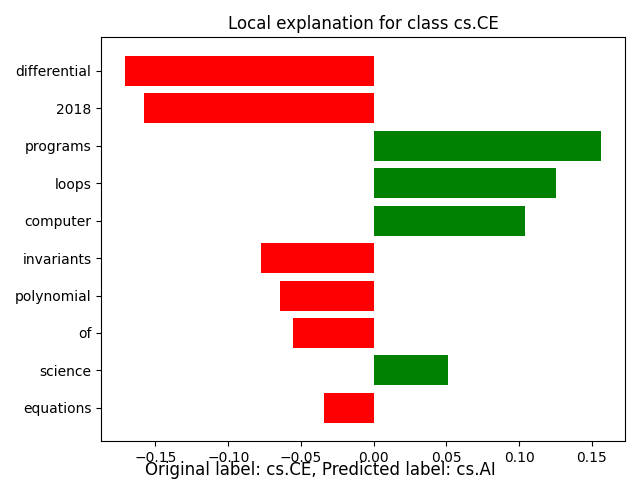 Local explanation for class cs.CE
differential
2018
programs
loops
computer
invariants
polynomial
of
science
equations
−0.15 −0.10 −0.05 0.00 0.05 0.10 0.15
Original label: cs.CE, Predicted label: cs.AI